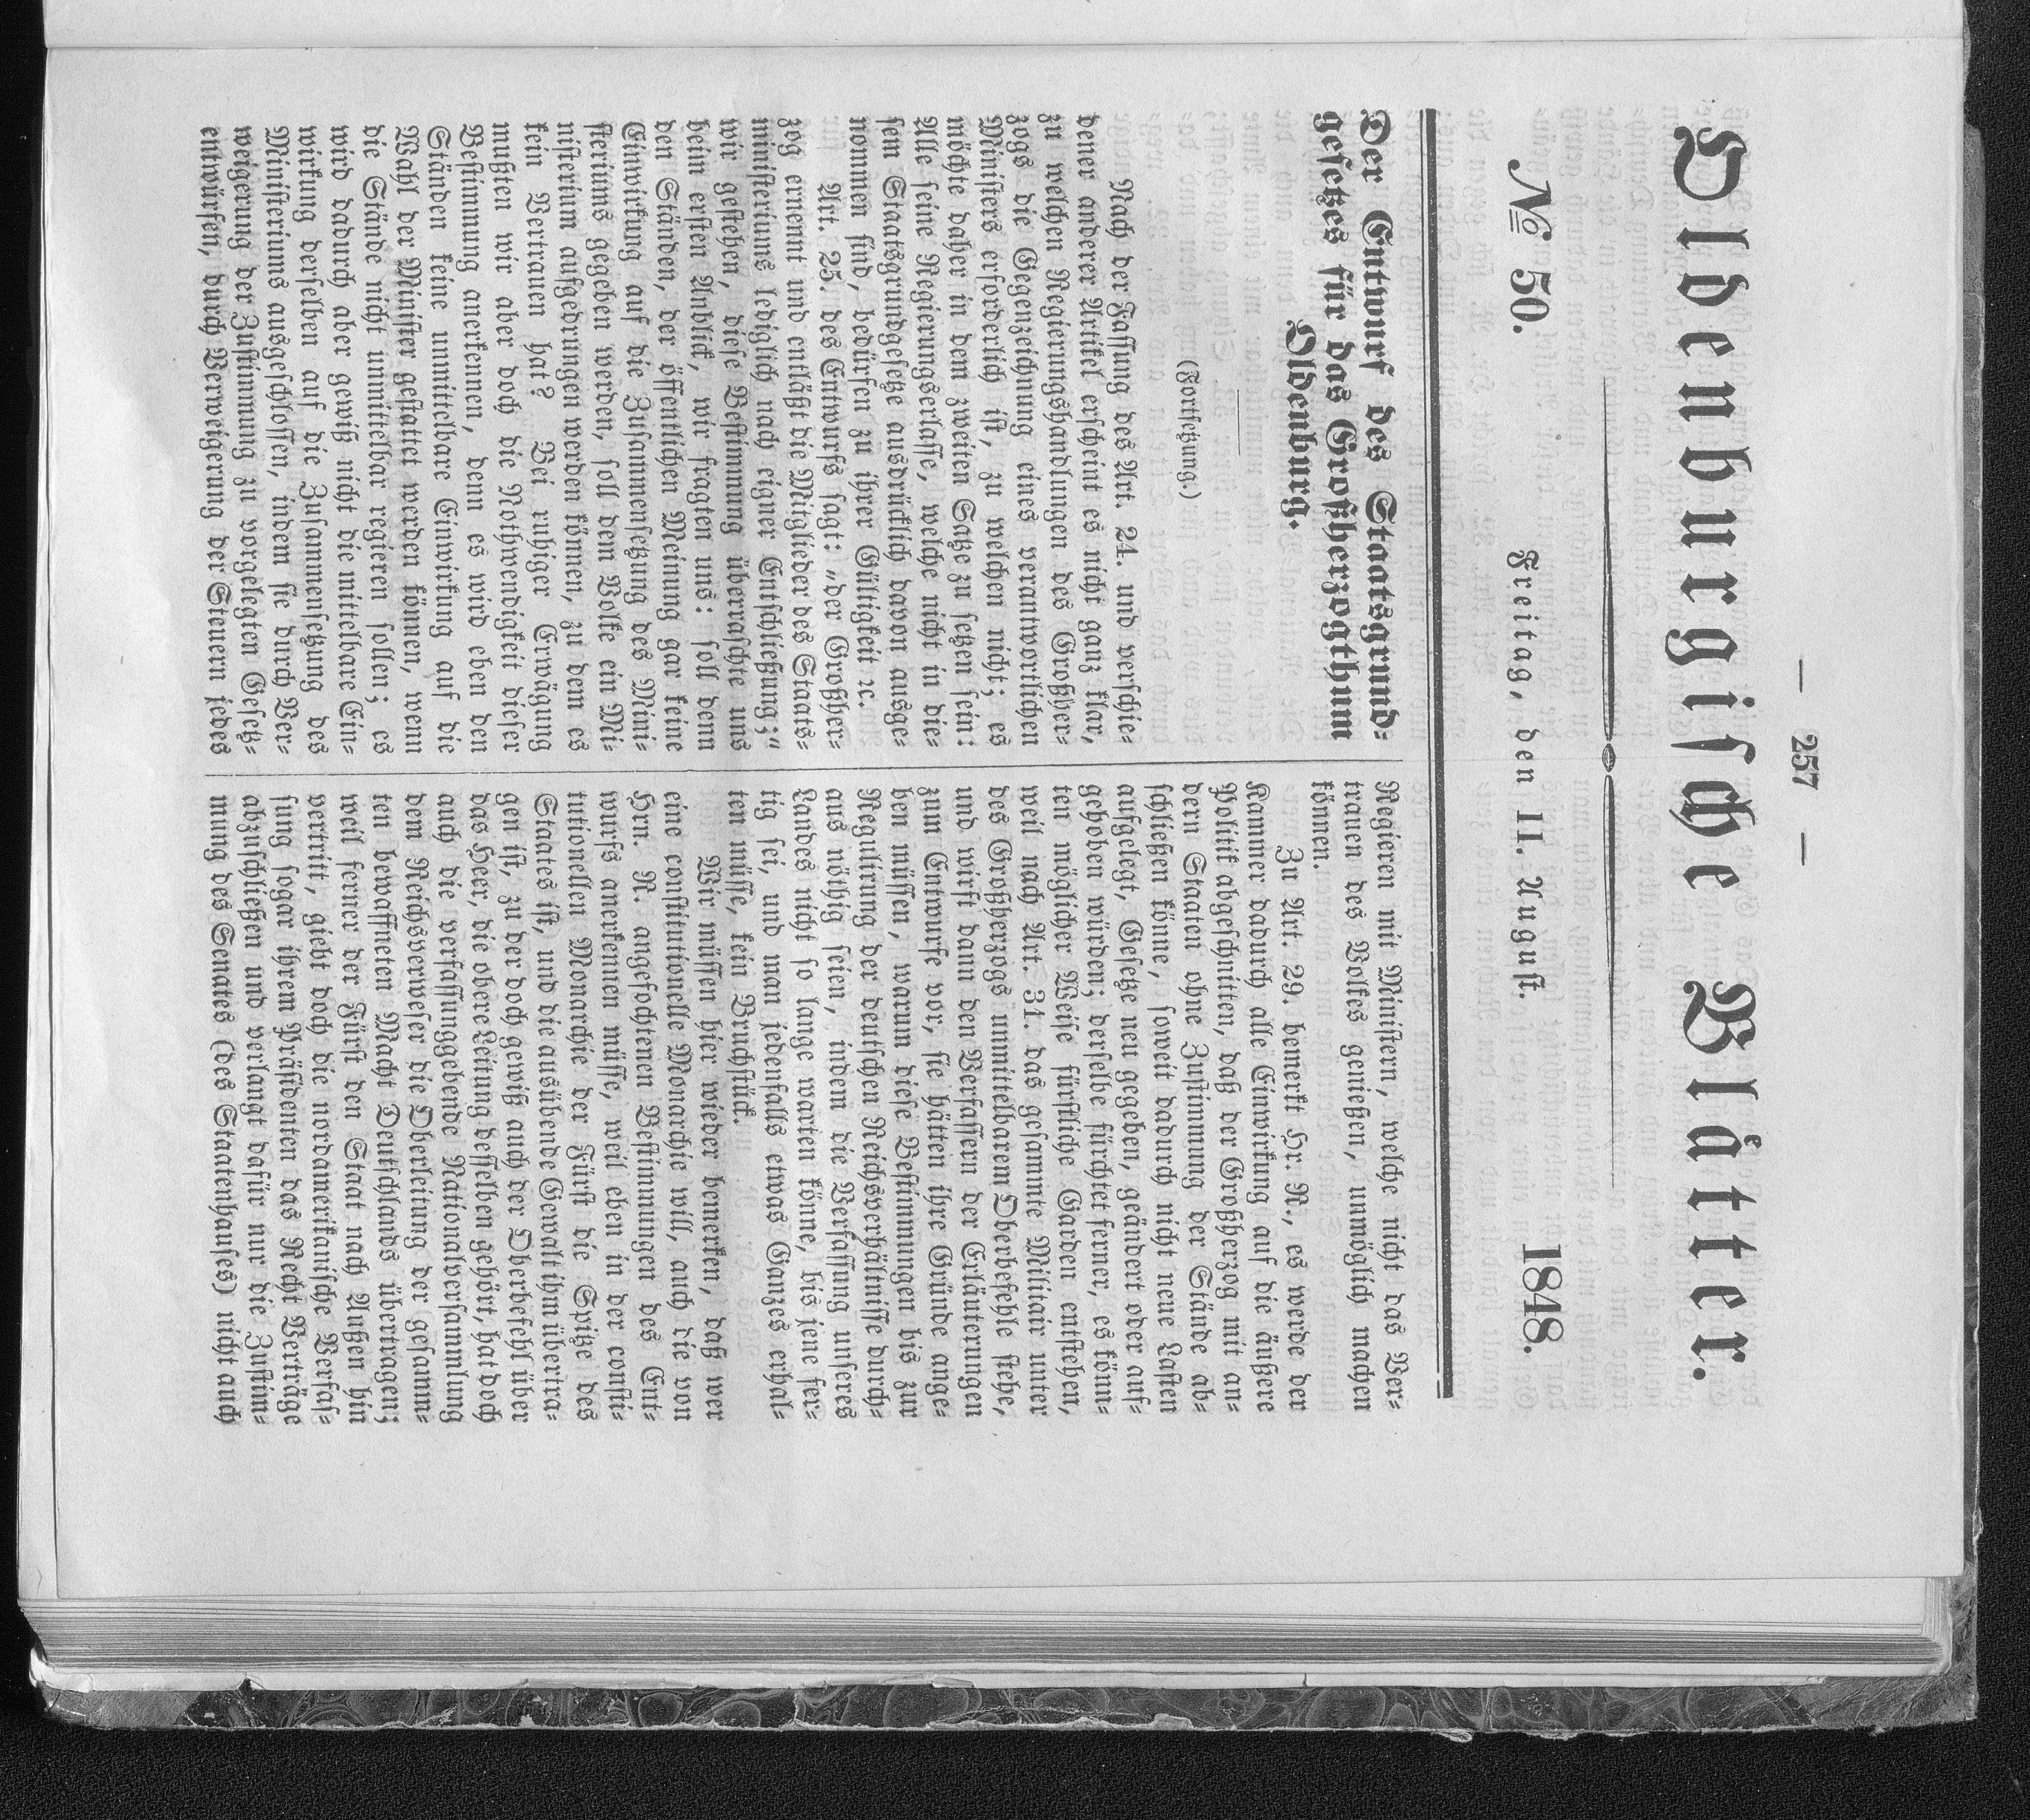 — 257 —
Oldenburgische Blätter.
№ 50. Freitag, den 11. August. 1848.
Der Entwurf des Staatsgrund-
gesetzes für das Großherzogthum
Oldenburg.
(Fortsetzung.)
Nach der Fassung des Art. 24. und verschie-
dener anderer Artikel erscheint es nicht ganz klar,
zu welchen Regierungshandlungen des Großher-
zogs die Gegenzeichnung eines verantwortlichen
Ministers erforderlich ist, zu welchen nicht; es
möchte daher in dem zweiten Satze zu setzen sein:
Alle seine Regierungserlasse, welche nicht in die-
sem Staatsgrundgesetze ausdrücklich davon ausge-
nommen sind, bedürfen zu ihrer Gültigkeit ꝛc.
Art. 25. des Entwurfs sagt: „der Großher-
zog ernennt und entläßt die Mitglieder des Staats-
ministeriums lediglich nach eigner Entschließung;“
wir gestehen, diese Bestimmung überraschte uns
beim ersten Anblick, wir fragten uns: soll denn
den Ständen, der öffentlichen Meinung gar keine
Einwirkung auf die Zusammensetzung des Mini-
steriums gegeben werden, soll dem Volke ein Mi-
nisterium aufgedrungen werden können, zu dem es
kein Vertrauen hat? Bei ruhiger Erwägung
mußten wir aber doch die Nothwendigkeit dieser
Bestimmung anerkennen, denn es wird eben den
Ständen keine unmittelbare Einwirkung auf die
Wahl der Minister gestattet werden können, wenn
die Stände nicht unmittelbar regieren sollen; es
wird dadurch aber gewiß nicht die mittelbare Ein-
wirkung derselben auf die Zusammensetzung des
Ministeriums ausgeschlossen, indem sie durch Ver-
weigerung der Zustimmung zu vorgelegten Gesetz-
entwürfen, durch Verweigerung der Steuern jedes
Regieren mit Ministern, welche nicht das Ver-
trauen des Volkes genießen, unmöglich machen
können.
Zu Art. 29. bemerkt Hr. N., es werde der
Kammer dadurch alle Einwirkung auf die äußere
Politik abgeschnitten, daß der Großherzog mit an-
dern Staaten ohne Zustimmung der Stände ab-
schließen könne, soweit dadurch nicht neue Lasten
aufgelegt, Gesetze neu gegeben, geändert oder auf-
gehoben würden; derselbe fürchtet ferner, es könn-
ten möglicher Weise fürstliche Garden entstehen,
weil nach Art. 31. das gesammte Militair unter
des Großherzogs unmittelbaren Oberbefehle stehe,
und wirft dann den Verfassern der Erläuterungen
zum Entwurfe vor, sie hätten ihre Gründe ange-
ben müssen, warum diese Bestimmungen bis zur
Regulirung der deutschen Reichsverhältnisse durch-
aus nöthig seien, indem die Verfassung unseres
Landes nicht so lange warten könne, bis jene fer-
tig sei, und man jedenfalls etwas Ganzes erhal-
ten müsse, kein Bruchstück.
Wir müssen hier wieder bemerken, daß wer
eine constitutionelle Monarchie will, auch die von
Hrn. N. angefochtenen Bestimmungen des Ent-
wurfs anerkennen müsse, weil eben in der consti-
tutionellen Monarchie der Fürst die Spitze des
Staates ist, und die ausübende Gewalt ihm übertra-
gen ist, zu der doch gewiß auch der Oberbefehl über
das Heer, die obere Leitung desselben gehört, hat doch
auch die verfassunggebende Nationalversammlung
dem Reichsverweser die Oberleitung der gesamm-
ten bewaffneten Macht Deutschlands übertragen;
weil ferner der Fürst den Staat nach Außen hin
vertritt, giebt doch die nordamerikanische Verfas-
sung sogar ihrem Präsidenten das Recht Verträge
abzuschließen und verlangt dafür nur die Zustim-
mung des Senates (des Staatenhauses) nicht auch